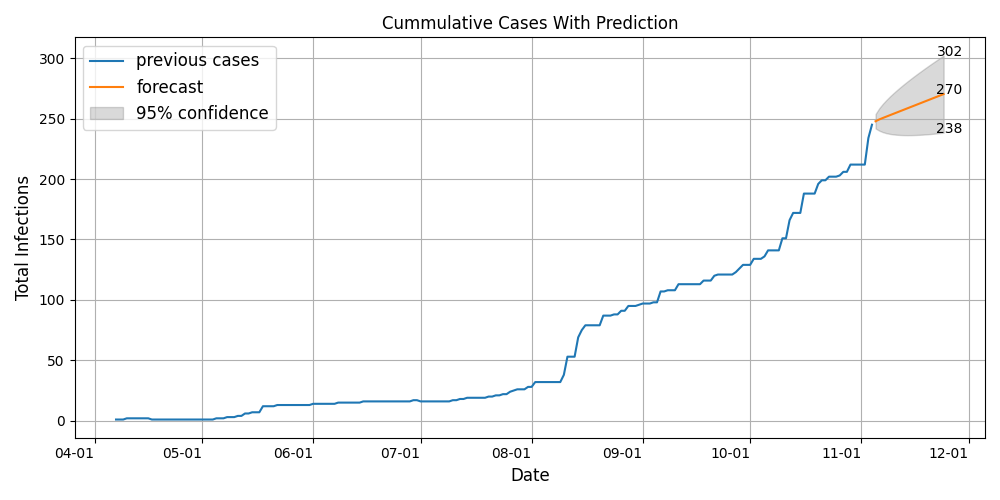 Cummulative Cases With Prediction
previous cases
forecast
95% confidence
302
270
238
300
250
200
150
100
50
0
Total Infections
04-01 05-01 06-01 07-01 08-01 09-01 10-01 11-01 12-01
Date